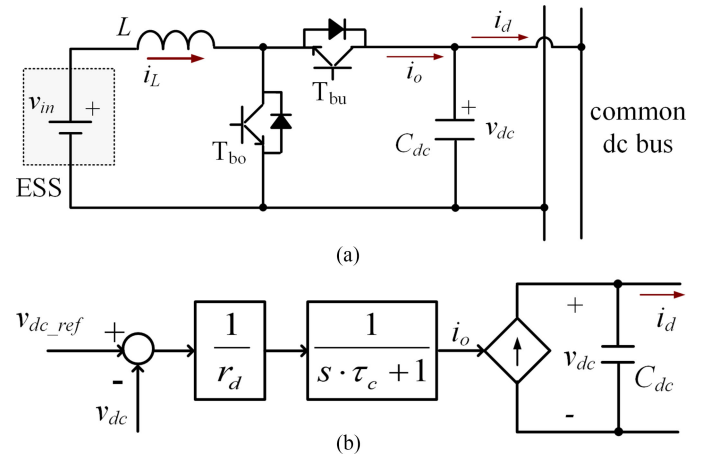 L
i_d
i_L
i_o
v_in
+
T_bu
+
T_bo
C_dc
v_dc
common
dc bus
ESS
(a)
v_dc_ref
+
1
r_d
1
s · τ_c + 1
i_o
+
i_d
-
v_dc
C_dc
v_dc
-
(b)